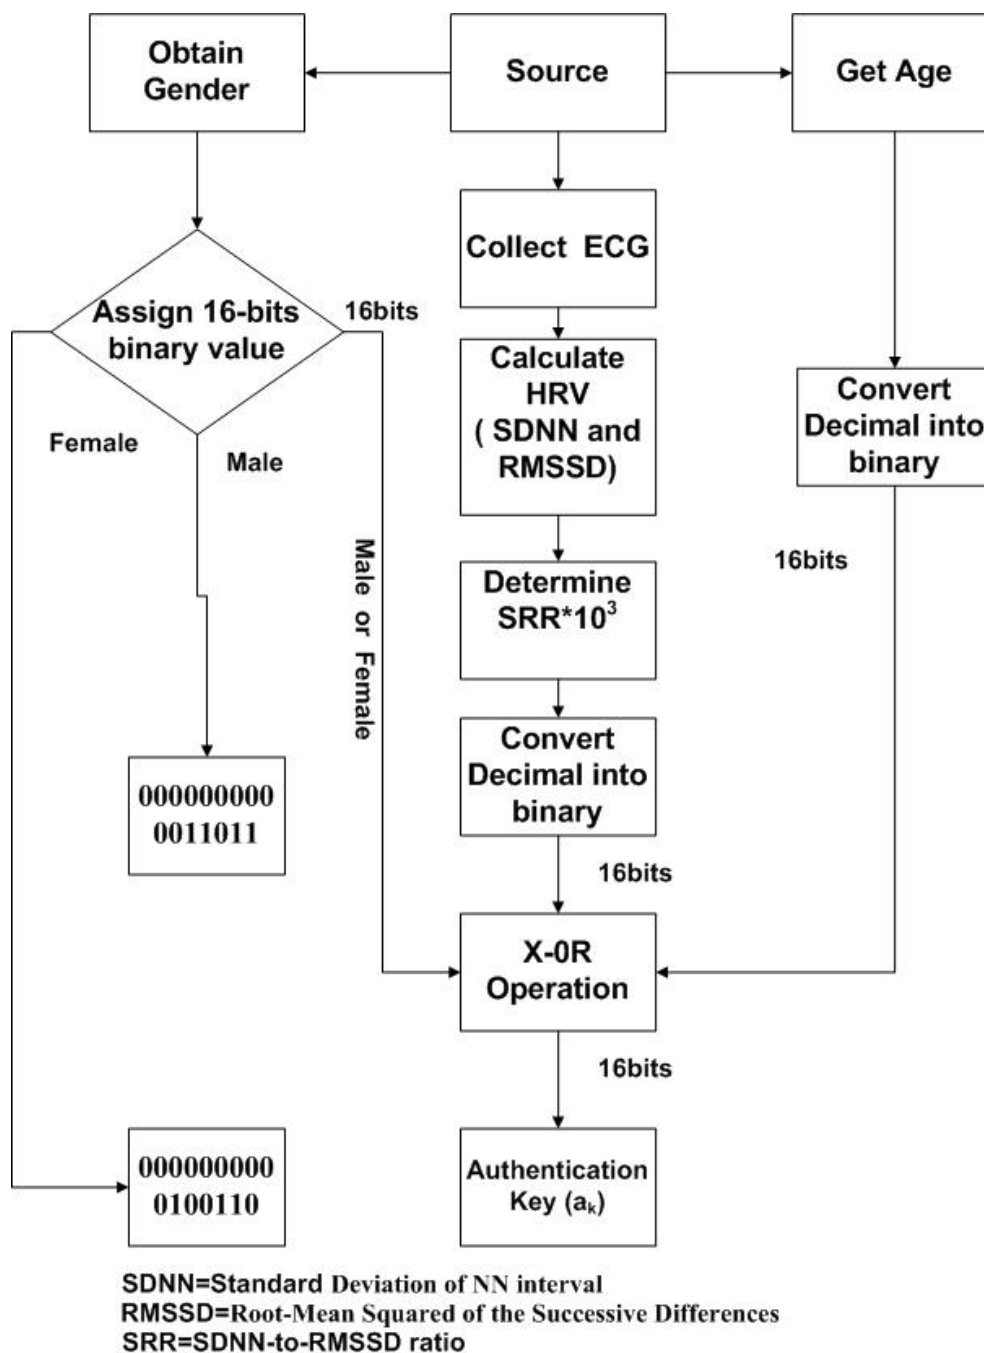 Obtain
Gender
Source
Get Age
Collect ECG
Assign 16-bits
binary value
16bits
Calculate
HRV
( SDNN and
RMSSD)
Convert
Decimal into
binary
Female
Male
16bits
Male or Female
Determine
SRR*10³
Convert
Decimal into
binary
000000000
0011011
16bits
X-0R
Operation
16bits
000000000
0100110
Authentication
Key (aₖ)
SDNN=Standard Deviation of NN interval
RMSSD=Root-Mean Squared of the Successive Differences
SRR=SDNN-to-RMSSD ratio